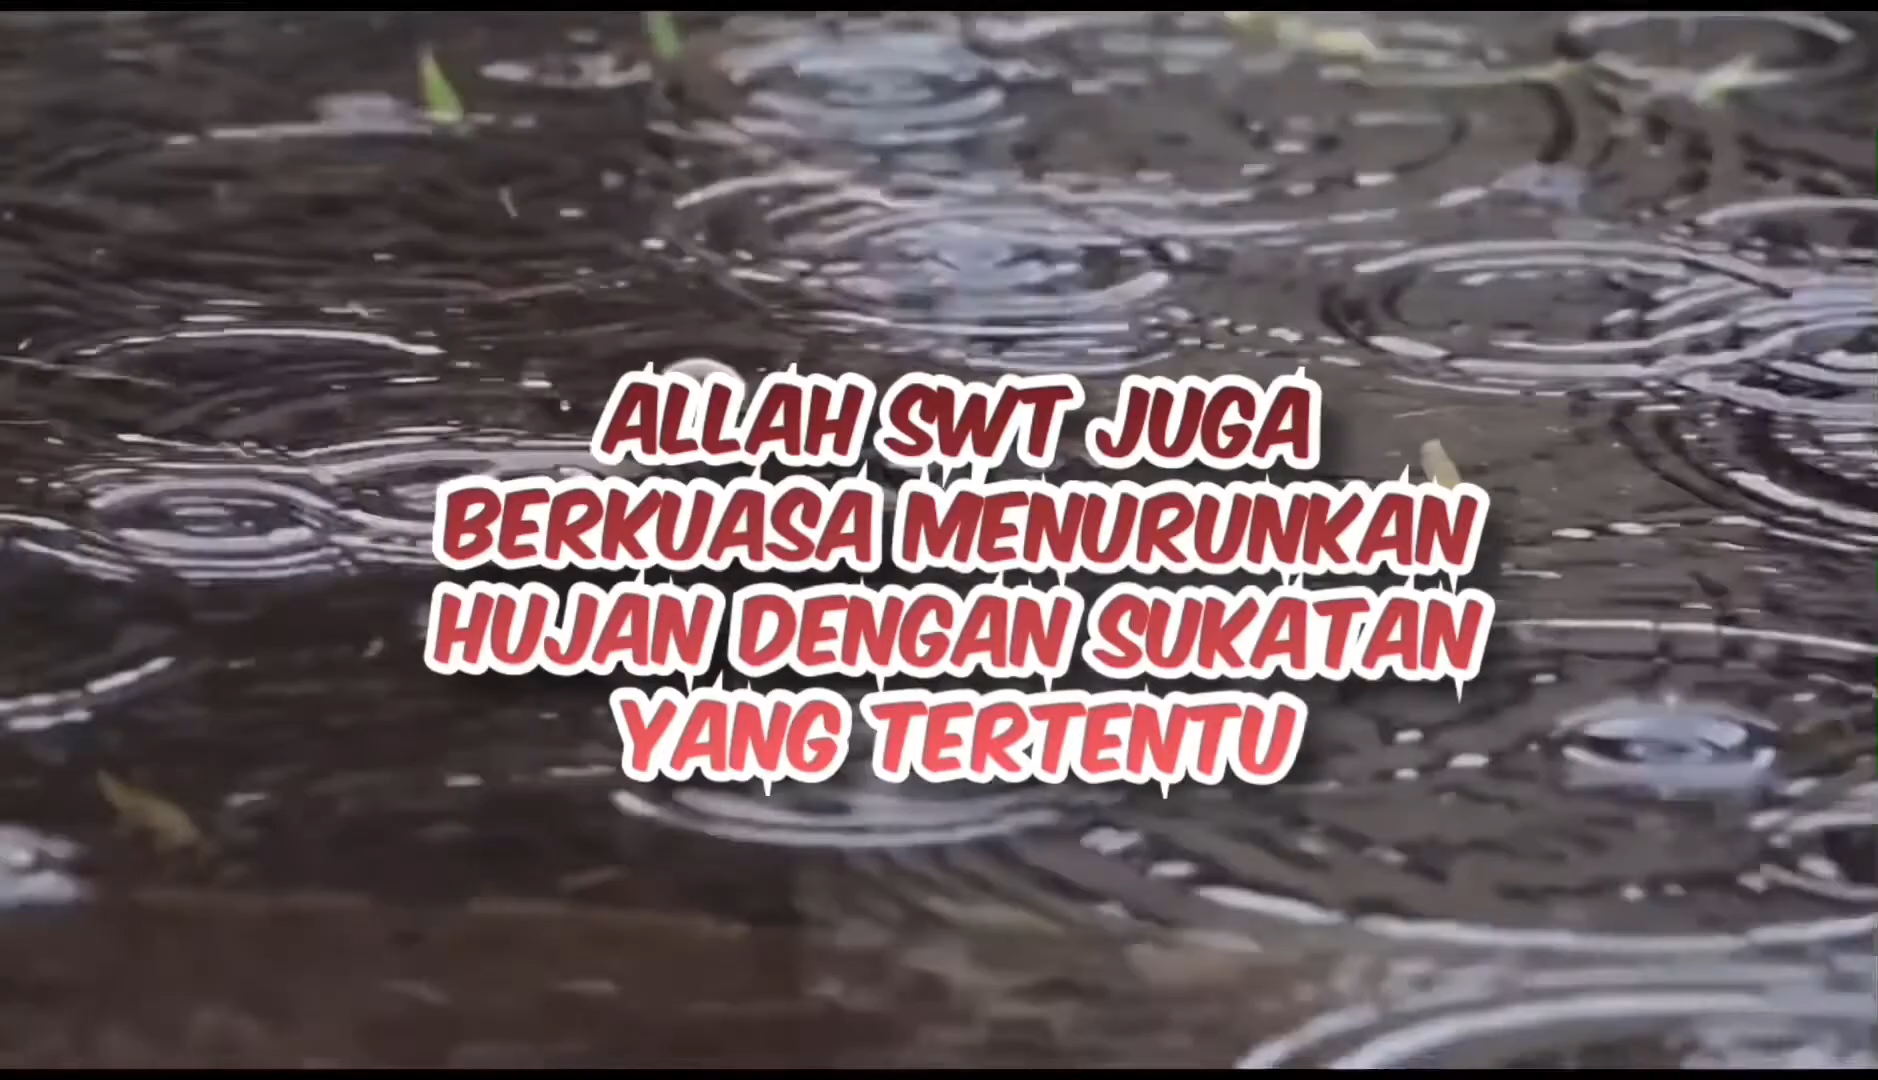 ALLAH SWT JUGA
BERKUASA MENURUNKAN
HUJAN DENGAN SUKATAN
YANG TERTENTU